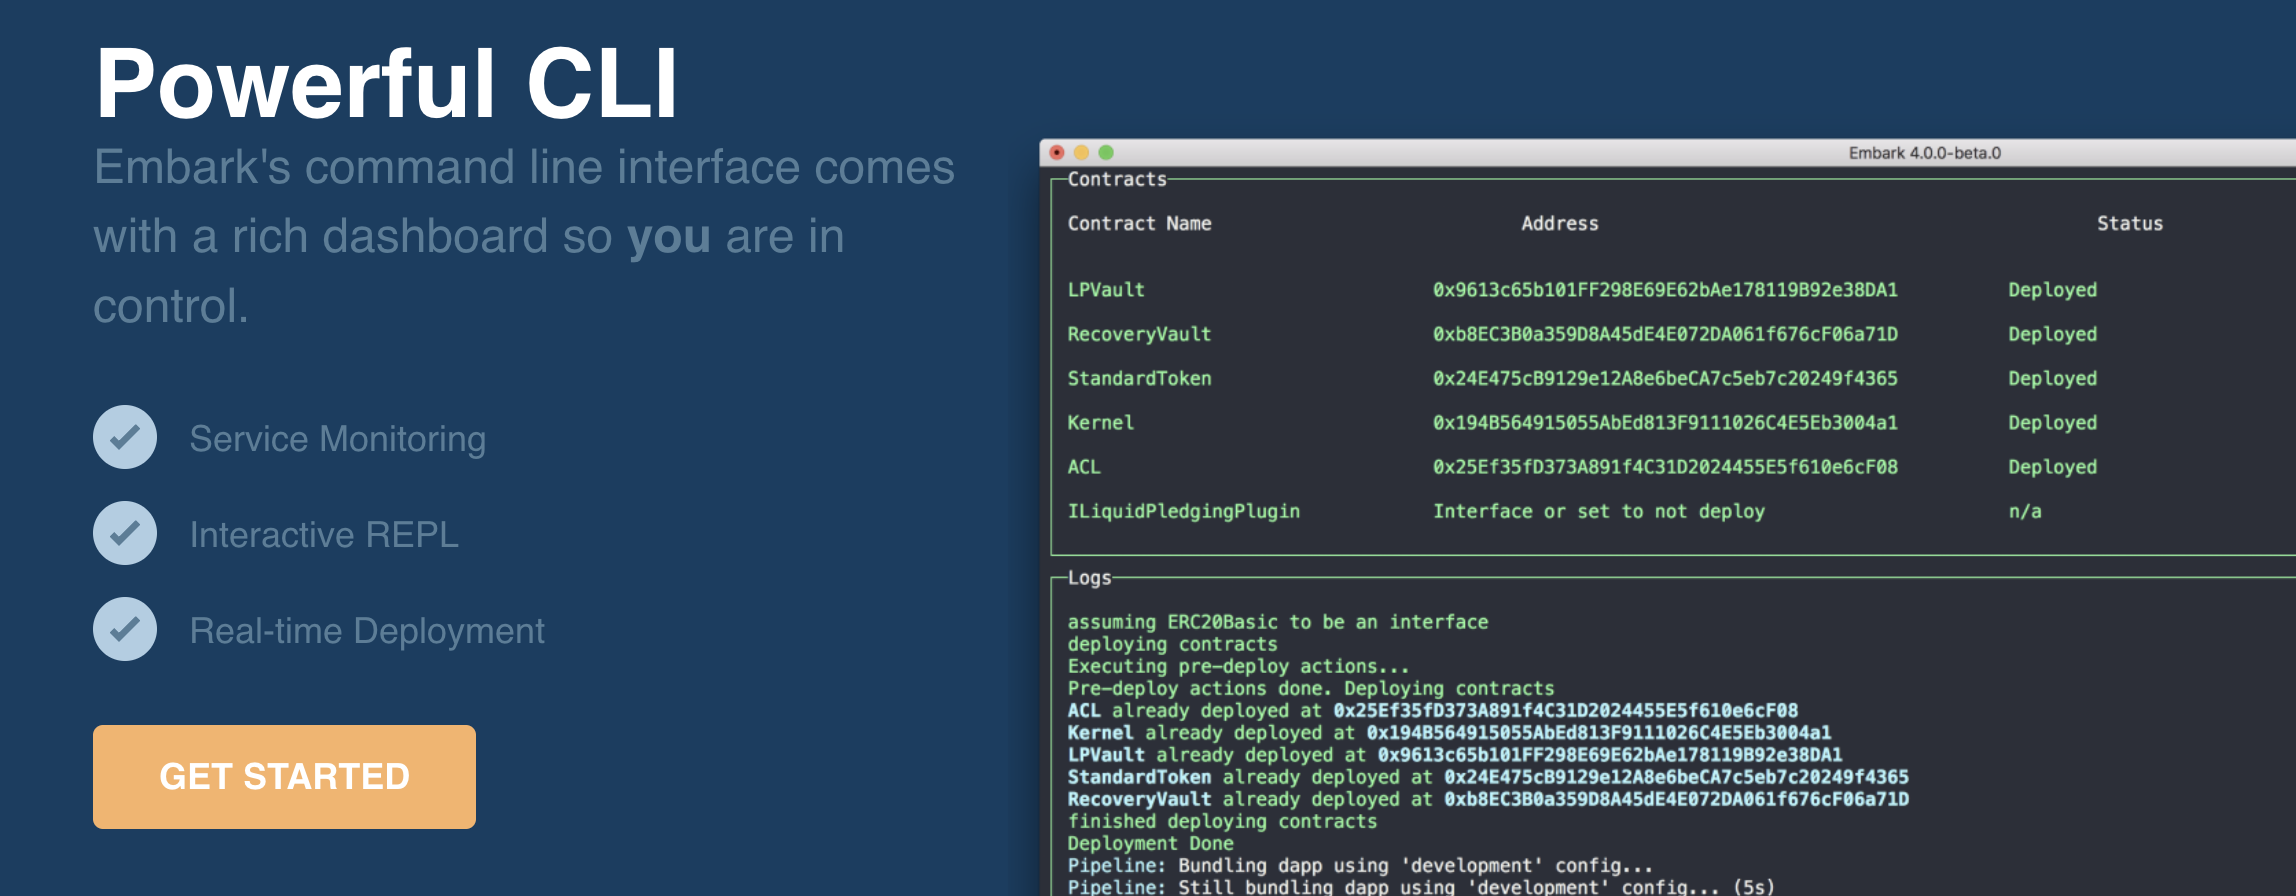 Powerful CLI
Embark's command line interface comes
with a rich dashboard so you are in
control.
Service Monitoring
Interactive REPL
Real-time Deployment
GET STARTED
Embark 4.0.0-beta.0
Contracts
Contract Name Address Status
LPVault 0x9613c65b101FF298E69E62bAe178119B92e38DA1 Deployed
RecoveryVault 0xb8EC3B0a359D8A45dE4E072DA061f676cF06a71D Deployed
StandardToken 0x24E475cB9129e12A8e6beCA7c5eb7c20249f4365 Deployed
Kernel 0x194B564915055AbEd813F9111026C4E5Eb3004a1 Deployed
ACL 0x25Ef35fD373A891f4C31D2024455E5f610e6cF08 Deployed
ILiquidPledgingPlugin Interface or set to not deploy n/a
Logs
assuming ERC20Basic to be an interface
deploying contracts
Executing pre-deploy actions...
Pre-deploy actions done. Deploying contracts
ACL already deployed at 0x25Ef35fD373A891f4C31D2024455E5f610e6cF08
Kernel already deployed at 0x194B564915055AbEd813F9111026C4E5Eb3004a1
LPVault already deployed at 0x9613c65b101FF298E69E62bAe178119B92e38DA1
StandardToken already deployed at 0x24E475cB9129e12A8e6beCA7c5eb7c20249f4365
RecoveryVault already deployed at 0xb8EC3B0a359D8A45dE4E072DA061f676cF06a71D
finished deploying contracts
Deployment Done
Pipeline: Bundling dapp using 'development' config...
Pipeline: Still bundling dapp using 'development' config... (5s)